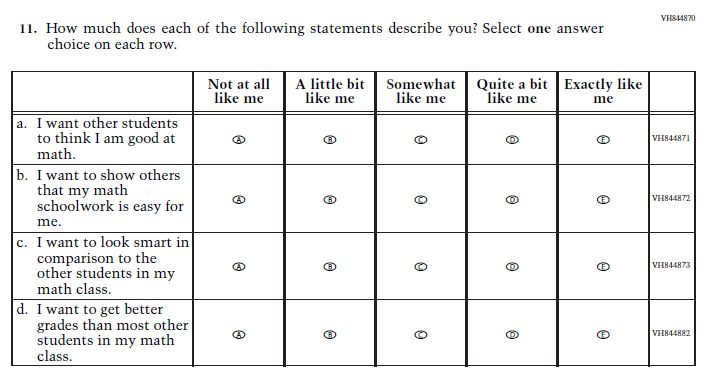 VH844870
11. How much does each of the following statements describe you? Select one answer
choice on each row.
Not at all like me A little bit like me Somewhat like me Quite a bit like me Exactly like me
a. I want other students
to think I am good at
math.
A B C D E VH844871
b. I want to show others
that my math
schoolwork is easy for
me.
A B C D E VH844872
c. I want to look smart in
comparison to the
other students in my
math class.
A B C D E VH844873
d. I want to get better
grades than most other
students in my math
class.
A B C D E VH844882